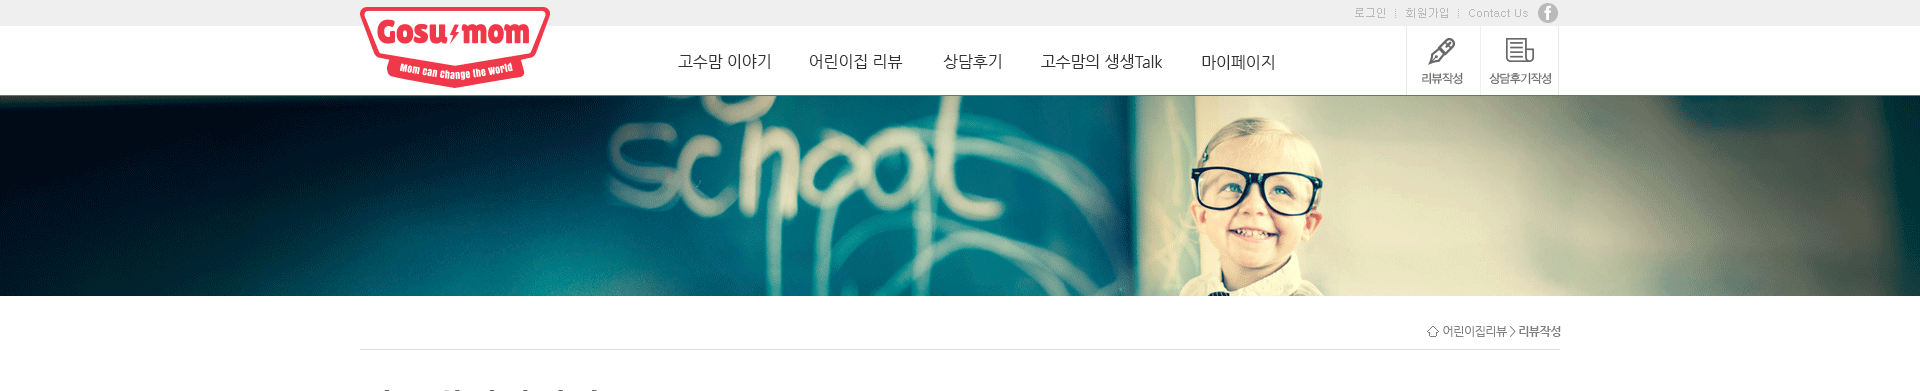 로그인 회원가입 Contact Us
Gosu mom
Mom can change the World
고수맘 이야기 어린이집 리뷰 상담후기 고수맘의 생생Talk 마이페이지
리뷰작성 상담후기작성
school
어린이집리뷰 > 리뷰작성